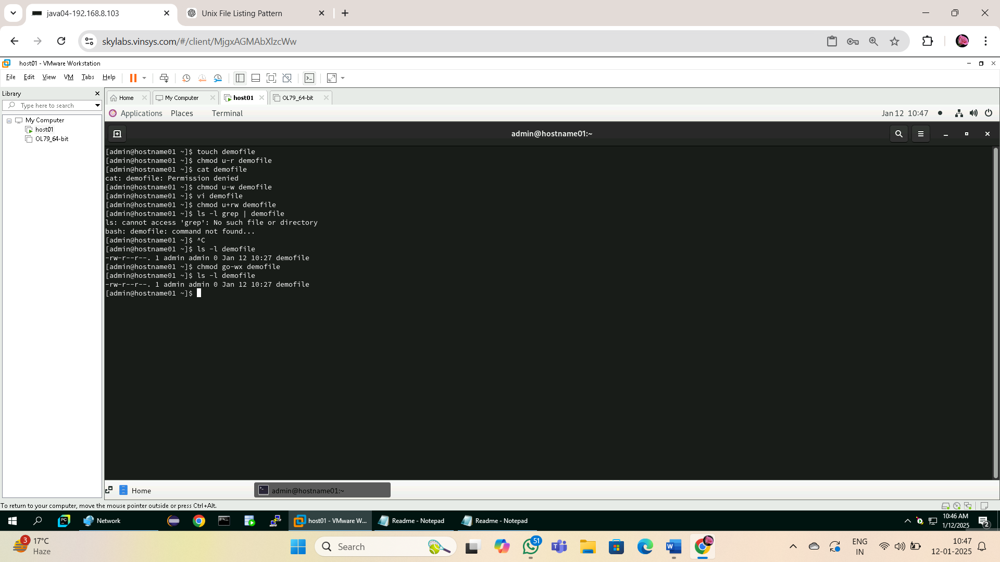 java04-192.168.8.103
Unix File Listing Pattern
skylabs.vinsys.com/#/client/MjgxAGMAbXlzcWw
host01 - VMware Workstation
File Edit View VM Tabs Help
Library
Type here to search
My Computer
host01
OL79_64-bit
Home
My Computer
host01
OL79_64-bit
Applications Places Terminal
Jan 12 10:47
admin@hostname01:~
[admin@hostname01 ~]$ touch demofile
[admin@hostname01 ~]$ chmod u-r demofile
[admin@hostname01 ~]$ cat demofile
cat: demofile: Permission denied
[admin@hostname01 ~]$ chmod u-w demofile
[admin@hostname01 ~]$ vi demofile
[admin@hostname01 ~]$ chmod u+rw demofile
[admin@hostname01 ~]$ ls -l grep | demofile
ls: cannot access 'grep': No such file or directory
bash: demofile: command not found...
[admin@hostname01 ~]$ ^C
[admin@hostname01 ~]$ ls -l demofile
-rw-r--r--. 1 admin admin 0 Jan 12 10:27 demofile
[admin@hostname01 ~]$ chmod go-wx demofile
[admin@hostname01 ~]$ ls -l demofile
-rw-r--r--. 1 admin admin 0 Jan 12 10:27 demofile
[admin@hostname01 ~]$
Home
admin@hostname01:~
To return to your computer, move the mouse pointer outside or press Ctrl+Alt.
PC
Network
host01 - VMware W...
Readme - Notepad
Readme - Notepad
10:46 AM
1/12/2025
2
3
17°C
Haze
Search
51
ENG
IN
10:47
12-01-2025